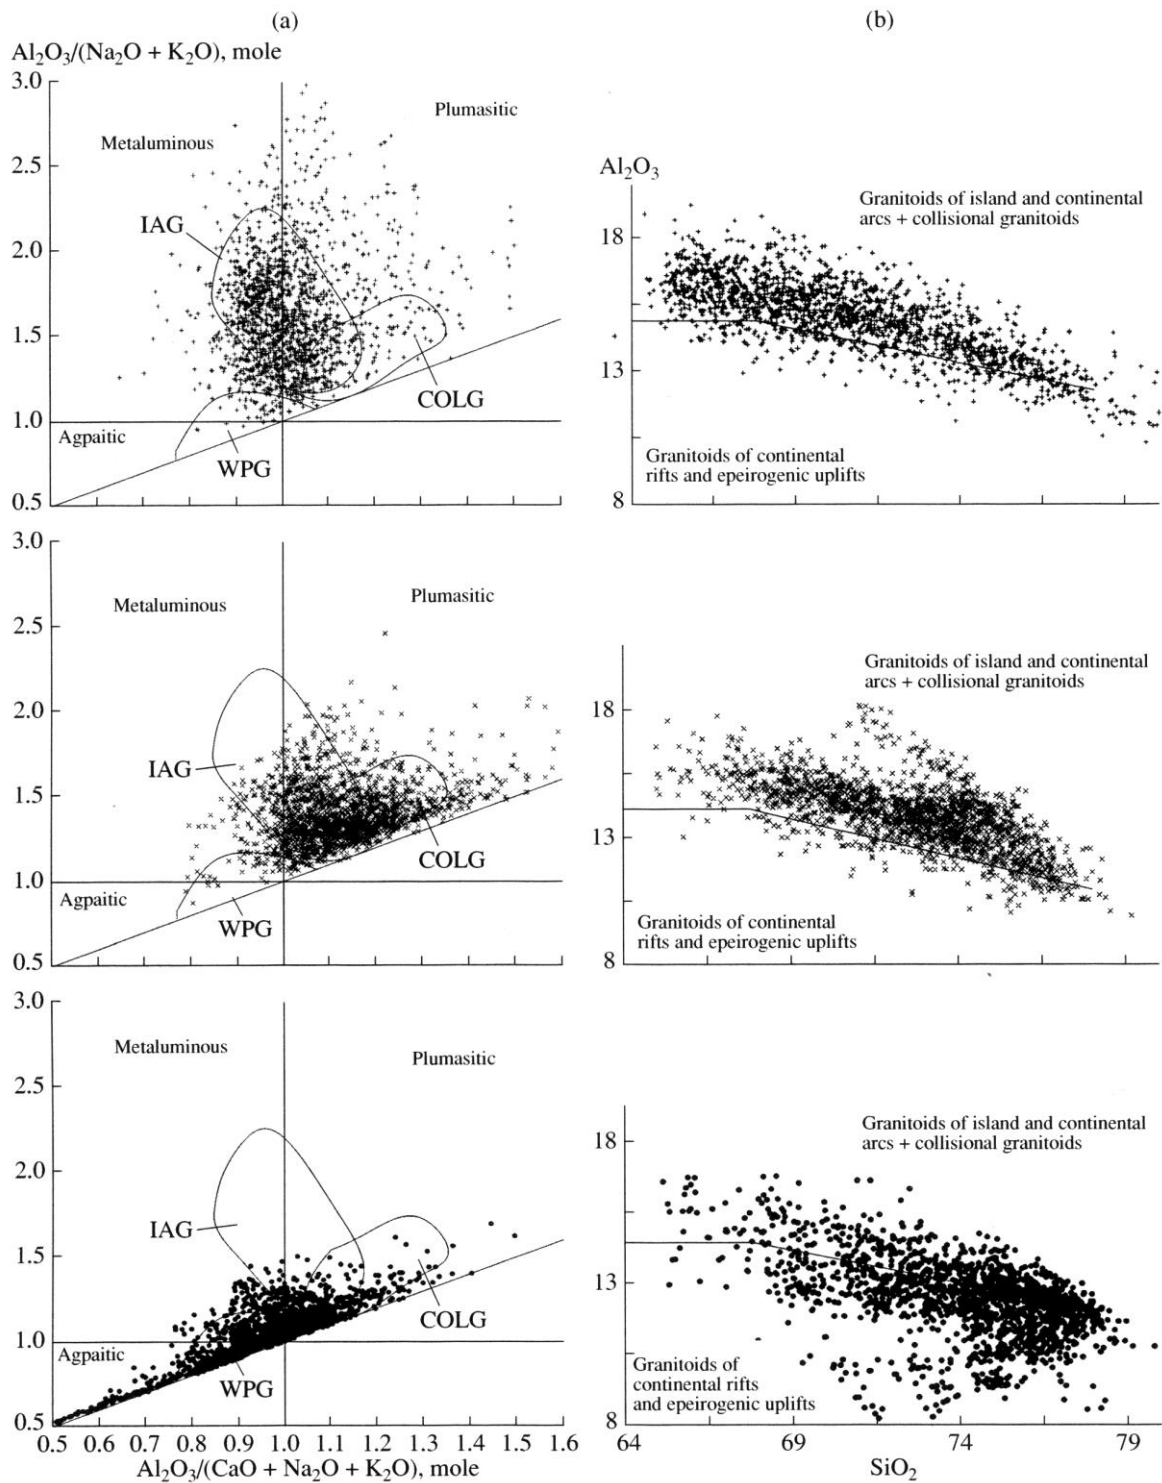 (a)
(b)
Al₂O₃/(Na₂O + K₂O), mole
3.0
Plumasitic
Metaluminous
2.5
Al₂O₃
Granitoids of island and continental
arcs + collisional granitoids
IAG
18
2.0
1.5
13
COLG
1.0
Agpaitic
WPG
Granitoids of continental
rifts and epeirogenic uplifts
0.5
8
3.0
Metaluminous
Plumasitic
2.5
Granitoids of island and continental
arcs + collisional granitoids
2.0
18
IAG
1.5
13
COLG
1.0
Agpaitic
WPG
Granitoids of continental
rifts and epeirogenic uplifts
0.5
8
3.0
Metaluminous
Plumasitic
2.5
Granitoids of island and continental
arcs + collisional granitoids
2.0
18
IAG
1.5
13
COLG
1.0
Agpaitic
WPG
Granitoids of
continental rifts
and epeirogenic uplifts
0.5
8
0.5 0.6 0.7 0.8 0.9 1.0 1.1 1.2 1.3 1.4 1.5 1.6
64 69 74 79
Al₂O₃/(CaO + Na₂O + K₂O), mole
SiO₂